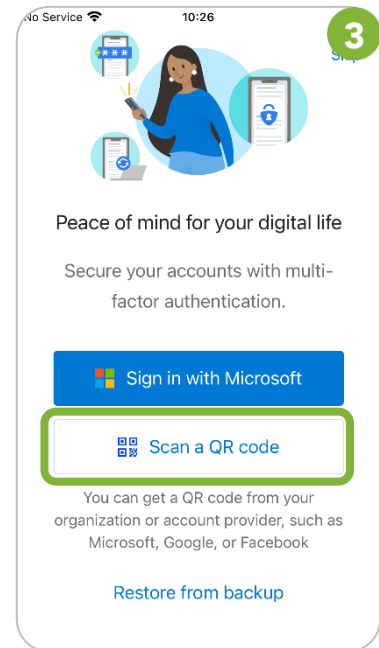 No Service 10:26
3
Peace of mind for your digital life
Secure your accounts with multi-
factor authentication.
Sign in with Microsoft
Scan a QR code
You can get a QR code from your
organization or account provider, such as
Microsoft, Google, or Facebook
Restore from backup